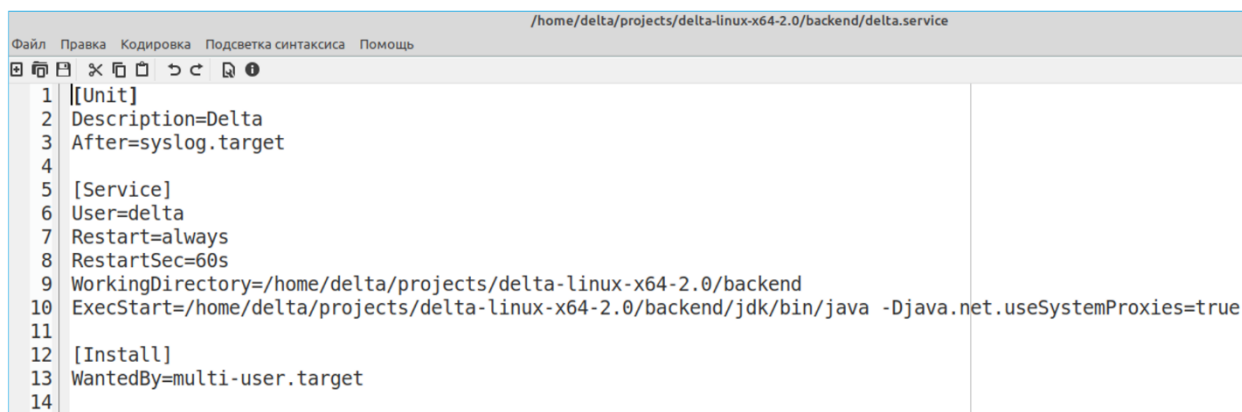 /home/delta/projects/delta-linux-x64-2.0/backend/delta.service
Файл Правка Кодировка Подсветка синтаксиса Помощь
1 [Unit]
2 Description=Delta
3 After=syslog.target
4
5 [Service]
6 User=delta
7 Restart=always
8 RestartSec=60s
9 WorkingDirectory=/home/delta/projects/delta-linux-x64-2.0/backend
10 ExecStart=/home/delta/projects/delta-linux-x64-2.0/backend/jdk/bin/java -Djava.net.useSystemProxies=true
11
12 [Install]
13 WantedBy=multi-user.target
14